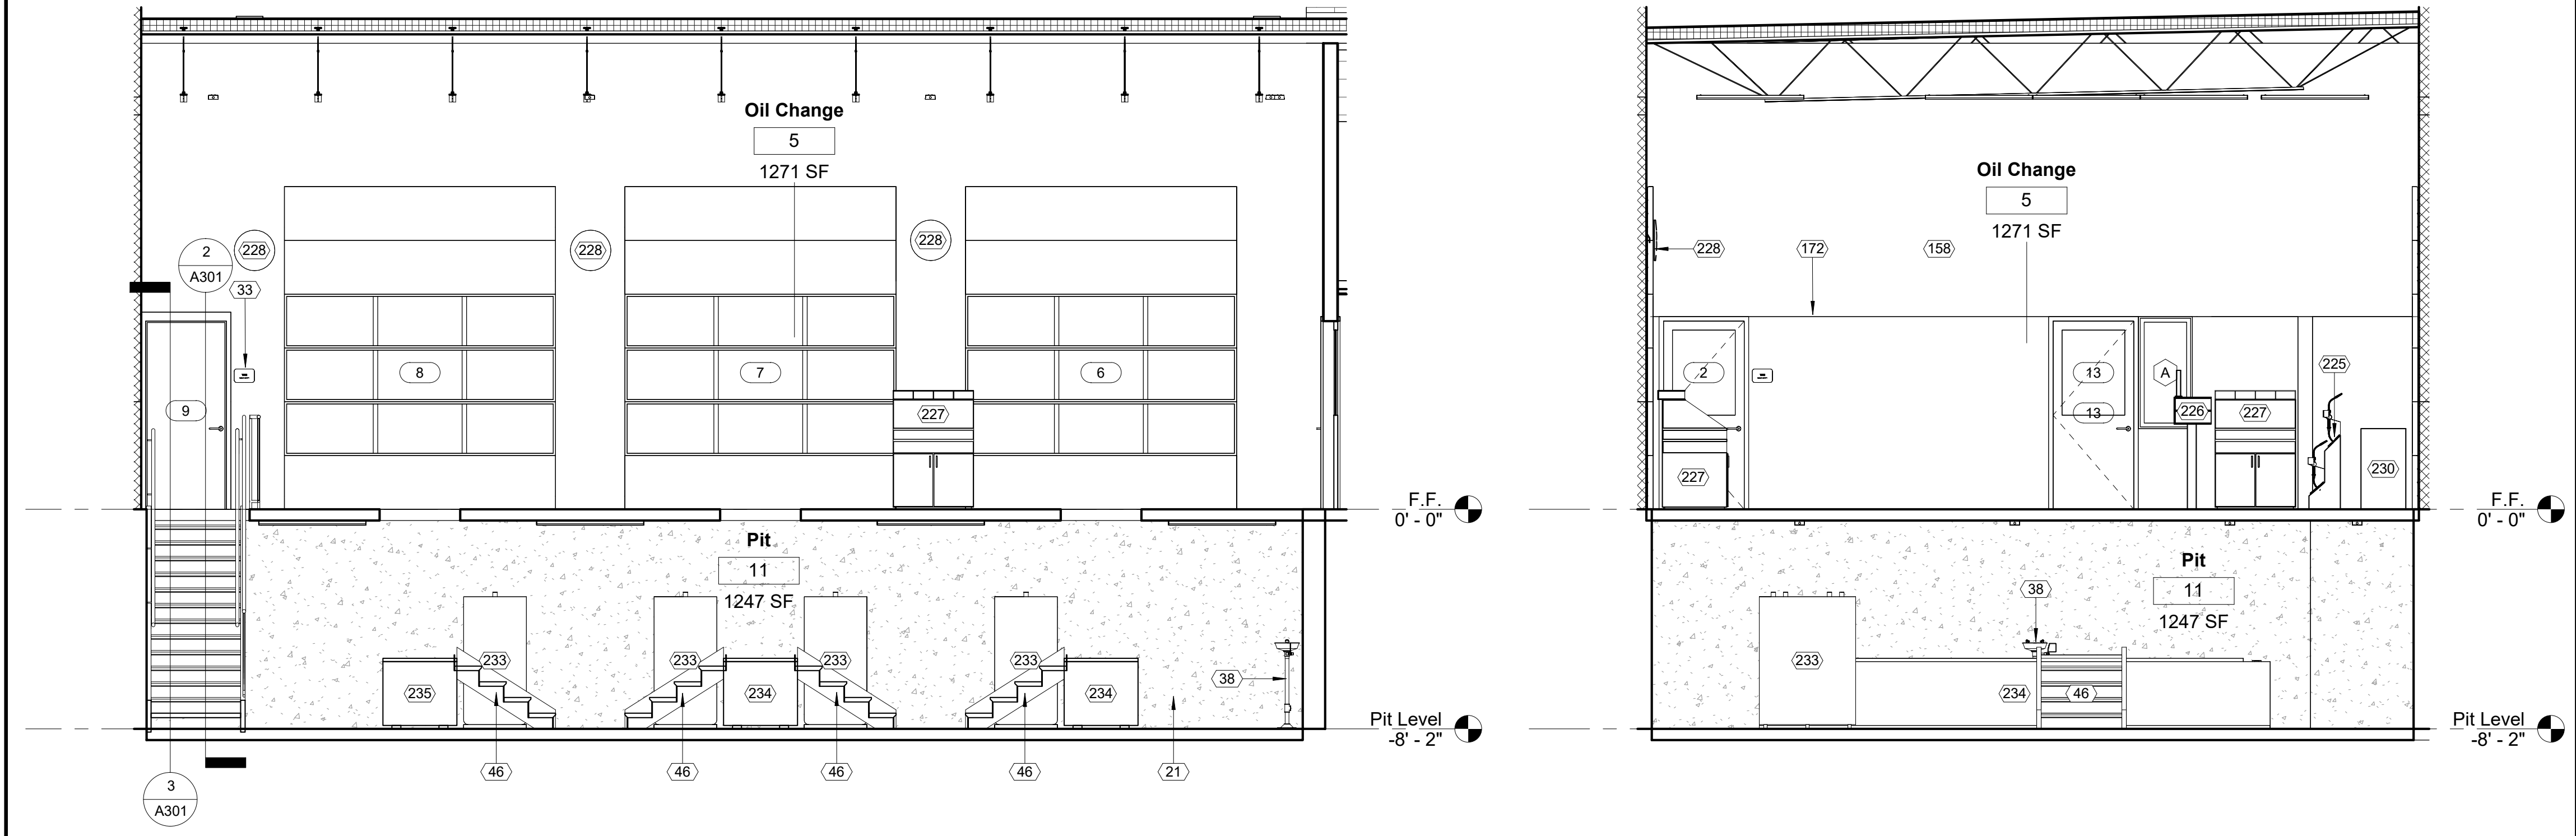 Oil Change
5
1271 SF
228
228
228
2
A301
33
8
7
6
9
227
F.F.
0' - 0"
Pit
11
1247 SF
233
233
233
233
235
234
234
38
Pit Level
-8' - 2"
46
46
46
46
21
3
A301
Oil Change
5
1271 SF
228
172
158
2
13
A
225
13
226
227
227
230
F.F.
0' - 0"
Pit
11
1247 SF
38
233
234
46
Pit Level
-8' - 2"